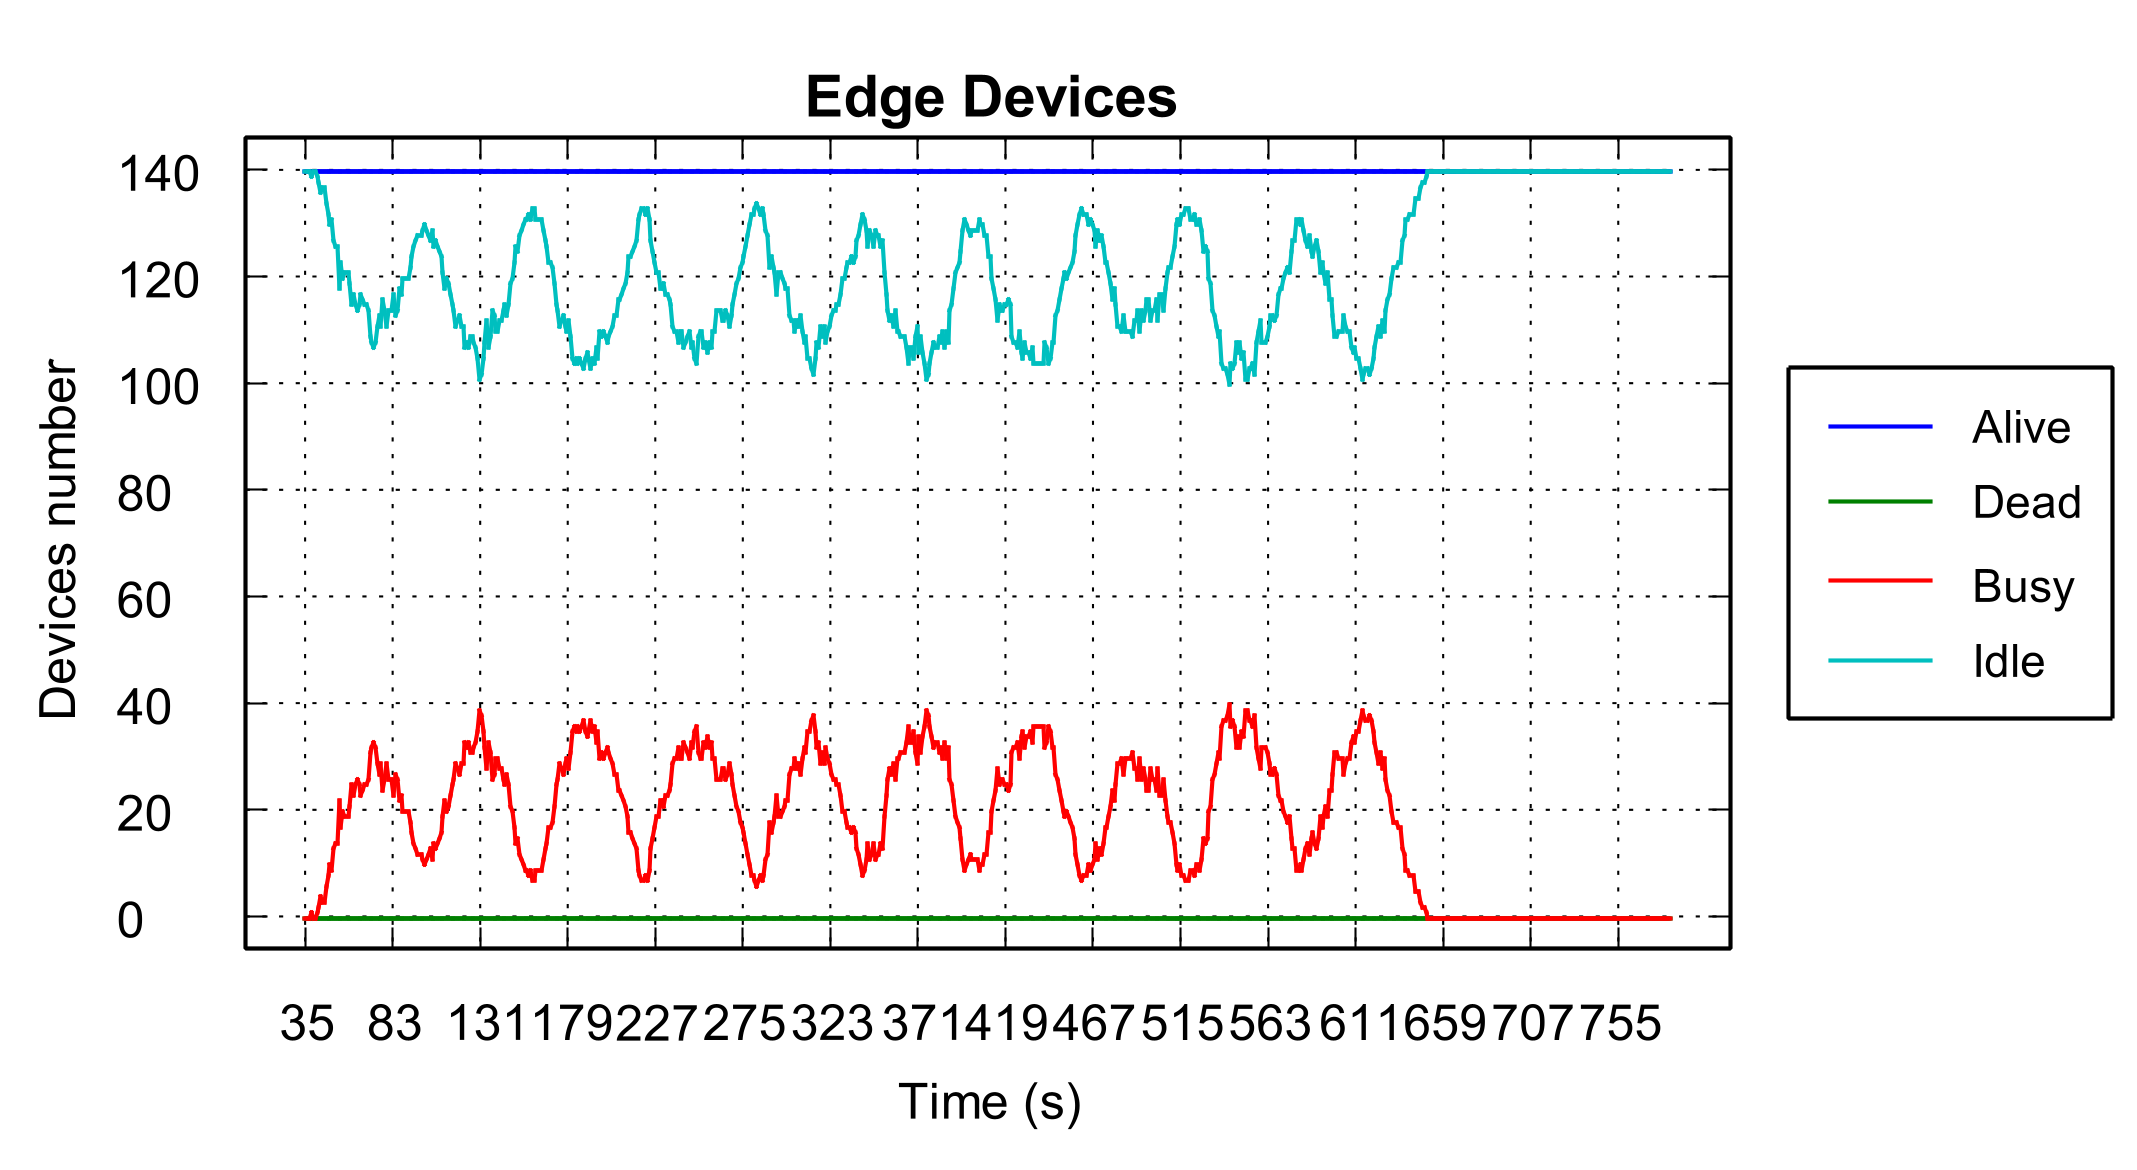 Edge Devices
140
120
100
80
60
40
20
0
Devices number
35 83 131 179 227 275 323 371 419 467 515 563 611 659 707 755
Time (s)
Alive
Dead
Busy
Idle